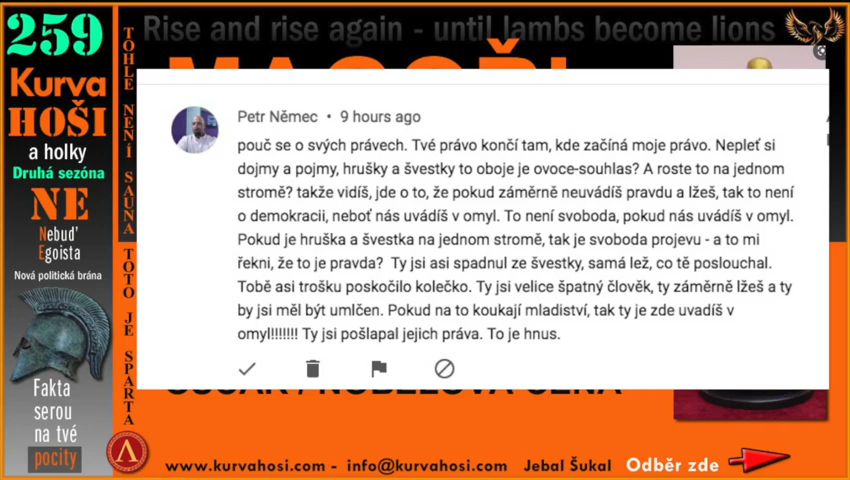 259
Kurva
HOŠI
a holky
Druhá sezóna
NE
Nebuď
Egoista
Nová politická brána
Fakta
serou
na tvé
pocity
TOHLE NENÍ SAUNA TOTO JE SPARTA
Rise and rise again - until lambs become lions
Petr Němec • 9 hours ago
pouč se o svých právech. Tvé právo končí tam, kde začíná moje právo. Nepleť si
dojmy a pojmy, hrušky a švestky to oboje je ovoce-souhlas? A roste to na jednom
stromě? takže vidíš, jde o to, že pokud záměrně neuvádíš pravdu a lžeš, tak to není
o demokracii, neboť nás uvádíš v omyl. To není svoboda, pokud nás uvádíš v omyl.
Pokud je hruška a švestka na jednom stromě, tak je svoboda projevu - a to mi
řekni, že to je pravda? Ty jsi asi spadnul ze švestky, samá lež, co tě poslouchal.
Tobě asi trošku poskočilo kolečko. Ty jsi velice špatný člověk, ty záměrně lžeš a ty
by jsi měl být umlčen. Pokud na to koukají mladiství, tak ty je zde uvadíš v
omyl!!!!!!! Ty jsi pošlapal jejich práva. To je hnus.
www.kurvahosi.com - info@kurvahosi.com Jebal Šukal Odběr zde